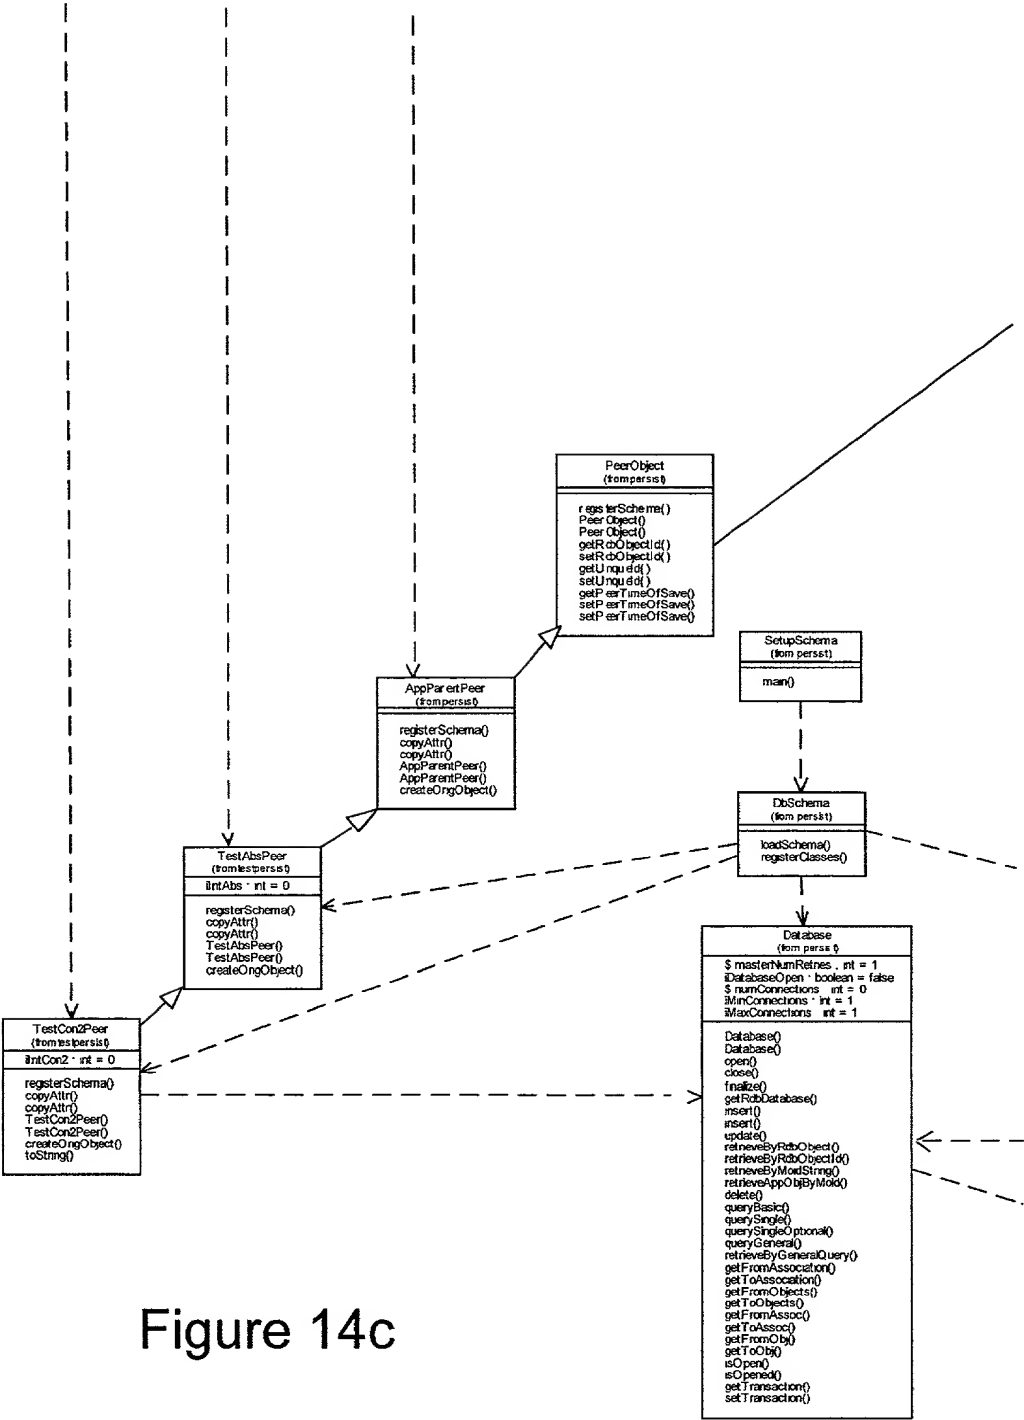 PeerObject
(from persist)
registerSchema()
PeerObject()
PeerObject()
getRdbObjectId()
setRdbObjectId()
getUniqueId()
setUniqueId()
getPeerTimeOfSave()
setPeerTimeOfSave()
setPeerTimeOfSave()
SetupSchema
(from persist)
main()
AppParentPeer
(from persist)
registerSchema()
copyAttr()
copyAttr()
AppParentPeer()
AppParentPeer()
createOrigObject()
DbSchema
(from persist)
loadSchema()
registerClasses()
TestAbsPeer
(from testpersist)
iIntAbs : int = 0
registerSchema()
copyAttr()
copyAttr()
TestAbsPeer()
TestAbsPeer()
createOrigObject()
Database
(from persist)
$ masterNumRetries : int = 1
iDatabaseOpen : boolean = false
$ numConnections : int = 0
iMinConnections : int = 1
iMaxConnections : int = 1
Database()
Database()
open()
close()
finalize()
getRdbDatabase()
insert()
insert()
update()
retrieveByRdbObject()
retrieveByRdbObjectId()
retrieveByMoidString()
retrieveAppObjByMoid()
delete()
queryBasic()
querySingle()
querySingleOptional()
queryGeneral()
retrieveByGeneralQuery()
getFromAssociation()
getToAssociation()
getFromObjects()
getToObjects()
getFromAssoc()
getToAssoc()
getFromObj()
getToObj()
isOpen()
isOpened()
getTransaction()
setTransaction()
TestCon2Peer
(from testpersist)
iIntCon2 : int = 0
registerSchema()
copyAttr()
copyAttr()
TestCon2Peer()
TestCon2Peer()
createOrigObject()
toString()
Figure 14c